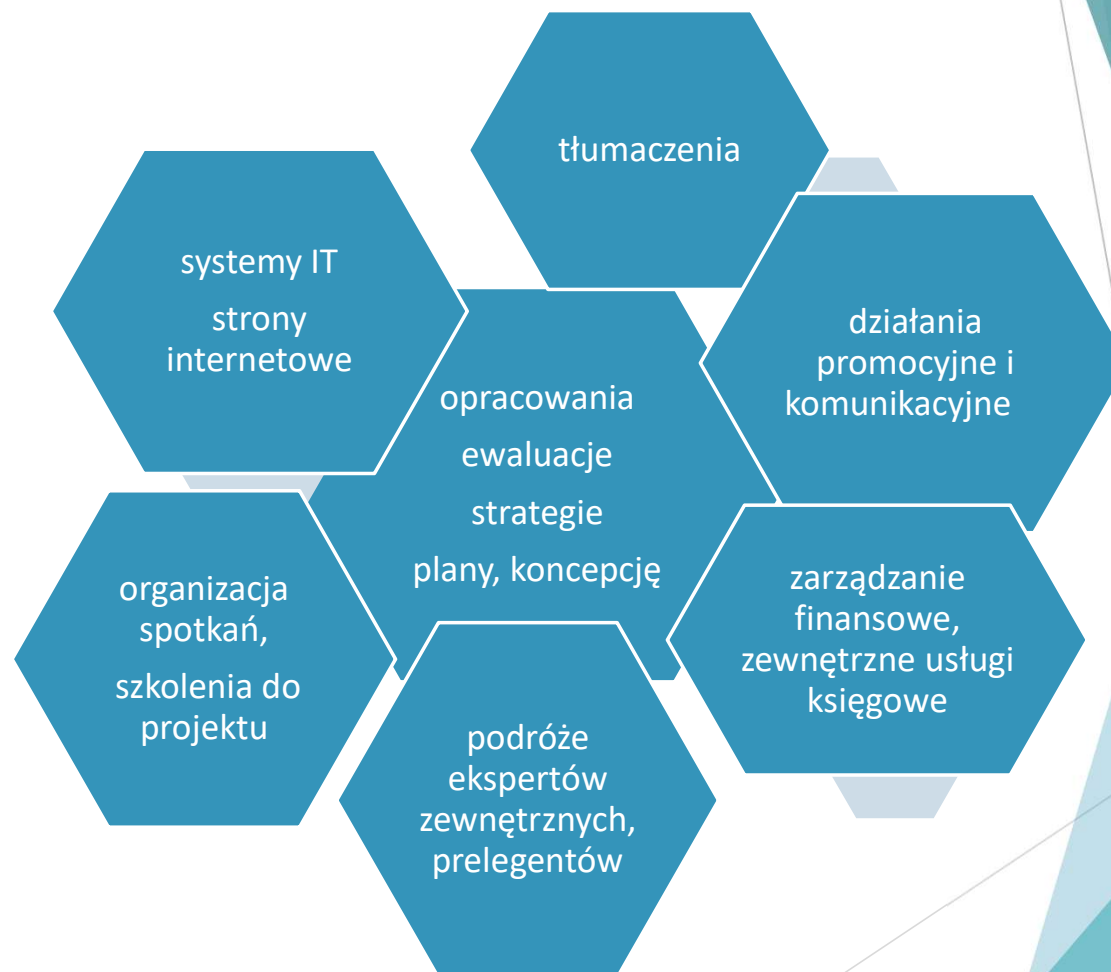 tłumaczenia
systemy IT
strony
internetowe
działania
promocyjne i
komunikacyjne
opracowania
ewaluacje
strategie
plany, koncepcję
organizacja
spotkań,
szkolenia do
projektu
zarządzanie
finansowe,
zewnętrzne usługi
księgowe
podróże
ekspertów
zewnętrznych,
prelegentów